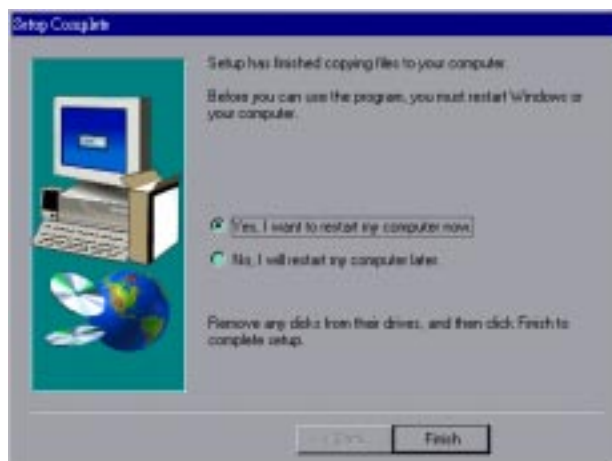 Setup Complete
Setup has finished copying files to your computer.
Before you can use the program, you must restart Windows or
your computer.
Yes, I want to restart my computer now.
No, I will restart my computer later.
Remove any disks from their drives, and then click Finish to
complete setup.
< Back
Finish